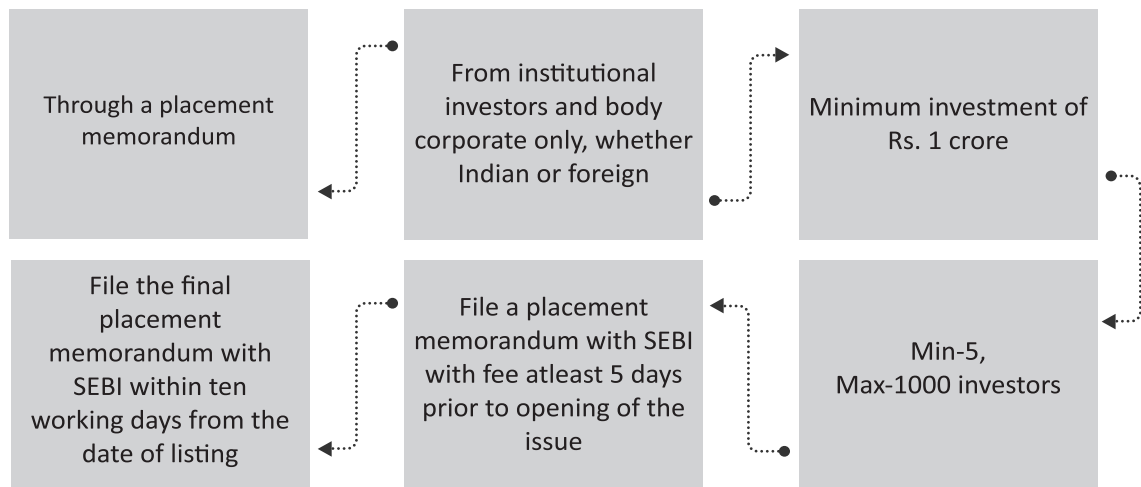 Through a placement
memorandum
From institutional
investors and body
corporate only, whether
Indian or foreign
Minimum investment of
Rs. 1 crore
Min-5,
Max-1000 investors
File a placement
memorandum with SEBI
with fee atleast 5 days
prior to opening of the
issue
File the final
placement
memorandum with
SEBI within ten
working days from the
date of listing